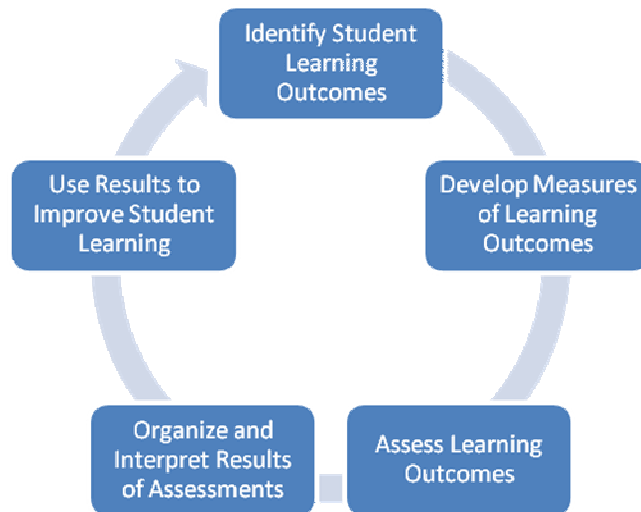 Identify Student
Learning
Outcomes
Develop Measures
of Learning
Outcomes
Assess Learning
Outcomes
Organize and
Interpret Results
of Assessments
Use Results to
Improve Student
Learning